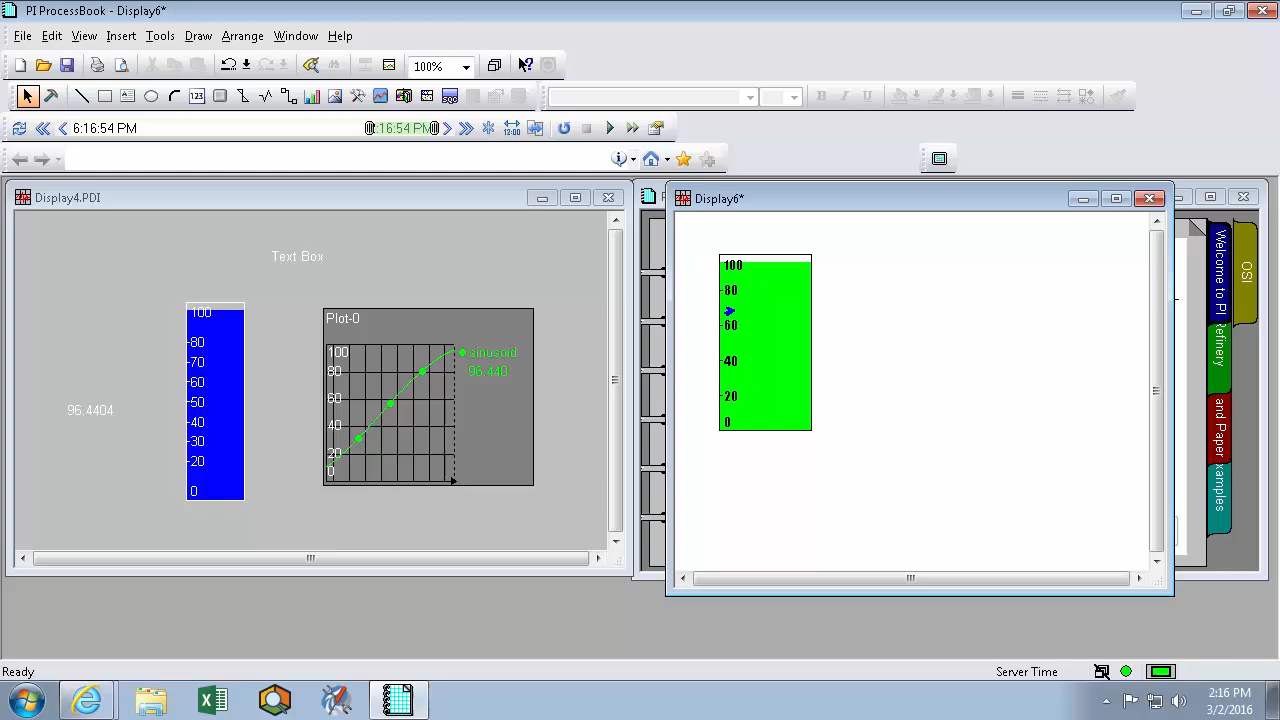 PI ProcessBook - Display6*
File Edit View Insert Tools Draw Arrange Window Help
100%
123
B I U
6:16:54 PM
:16:54 PM
12:00
Display4.PDI
Text Box
100
80
70
60
50
40
30
20
0
96.4404
Plot-0
100
80
60
40
20
0
sinusoid
96.440
Display6*
100
80
60
40
20
0
Welcome to PI
Refinery
and Paper
xamples
OSI
Ready
Server Time
2:16 PM
3/2/2016